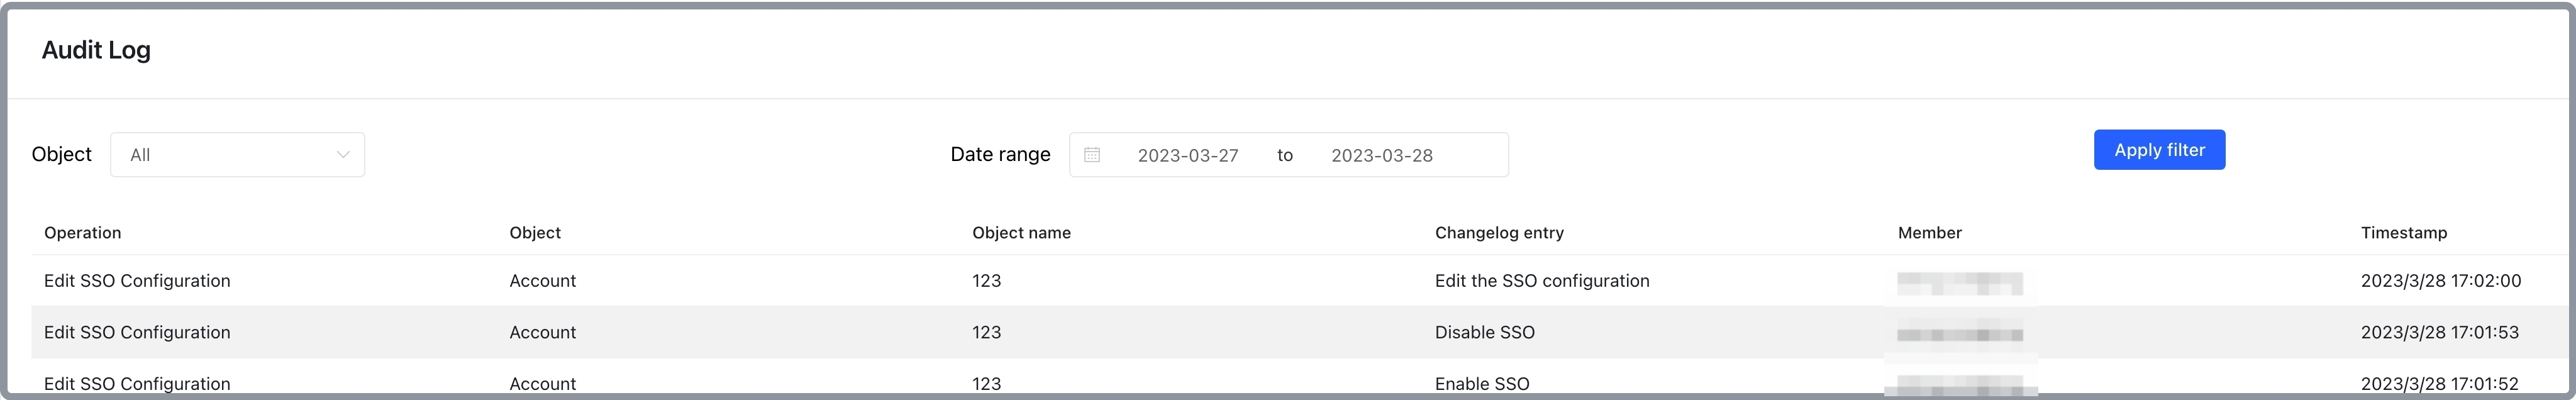 Audit Log
Object All Date range 2023-03-27 to 2023-03-28 Apply filter
Operation Object Object name Changelog entry Member Timestamp
Edit SSO Configuration Account 123 Edit the SSO configuration 2023/3/28 17:02:00
Edit SSO Configuration Account 123 Disable SSO 2023/3/28 17:01:53
Edit SSO Configuration Account 123 Enable SSO 2023/3/28 17:01:52